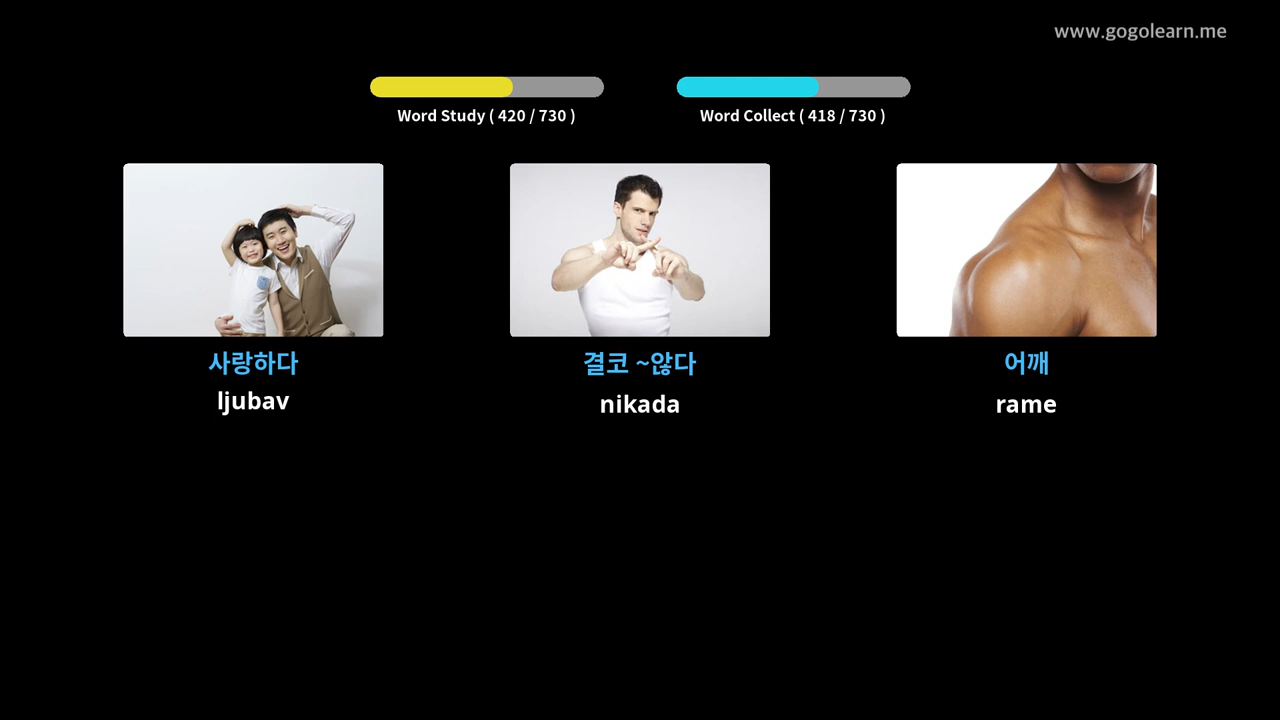 www.gogolearn.me
Word Study ( 420 / 730 )
Word Collect ( 418 / 730 )
사랑하다
ljubav
결코 ~않다
nikada
어깨
rame